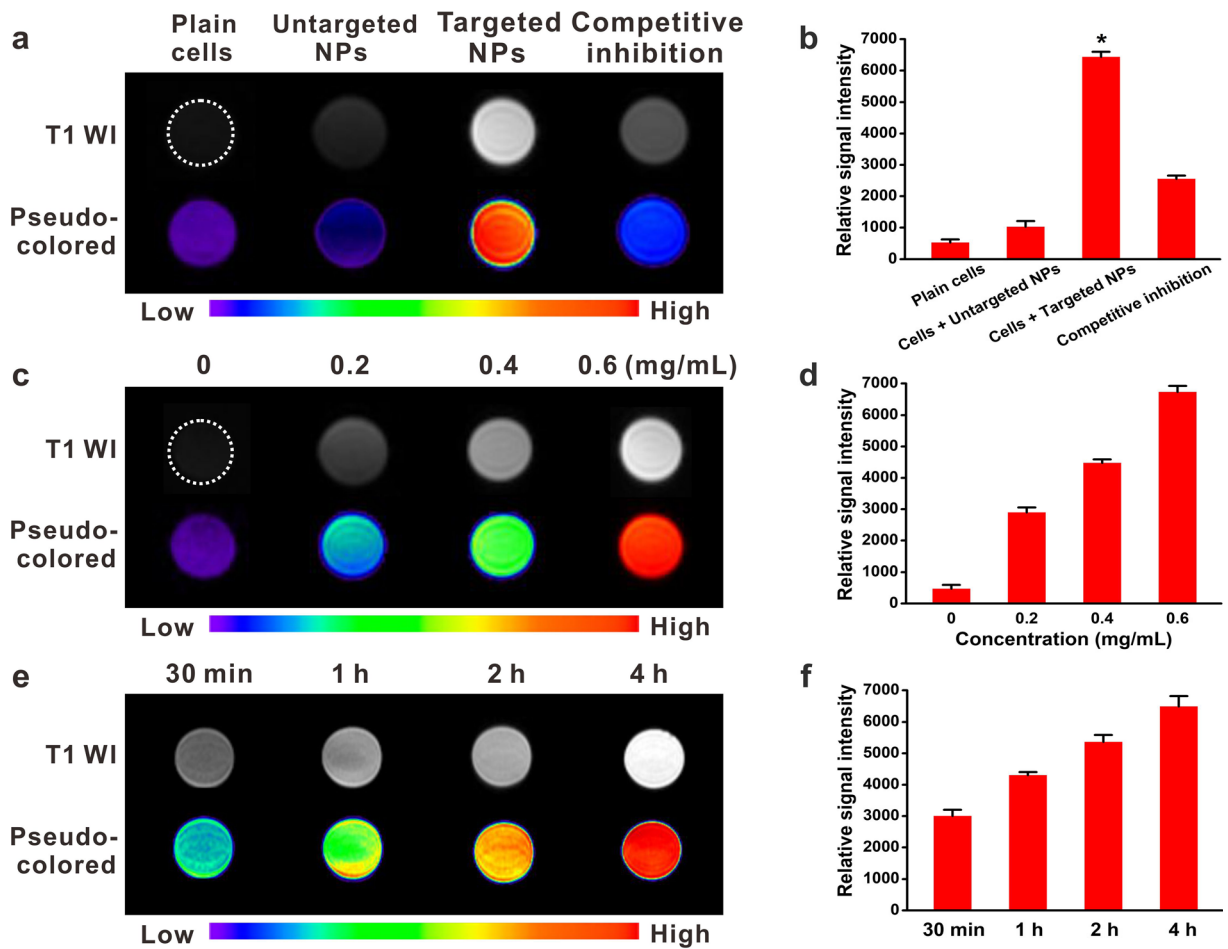 a
Plain cells
Untargeted NPs
Targeted NPs
Competitive inhibition
T1 WI
Pseudo-
colored
Low
High
b
Relative signal intensity
7000
6000
5000
4000
3000
2000
1000
0
*
Plain cells
Cells + Untargeted NPs
Cells + Targeted NPs
Competitive inhibition
c
0
0.2
0.4
0.6 (mg/mL)
T1 WI
Pseudo-
colored
Low
High
d
Relative signal intensity
7000
6000
5000
4000
3000
2000
1000
0
0
0.2
0.4
0.6
Concentration (mg/mL)
e
30 min
1 h
2 h
4 h
T1 WI
Pseudo-
colored
Low
High
f
Relative signal intensity
7000
6000
5000
4000
3000
2000
1000
0
30 min
1 h
2 h
4 h